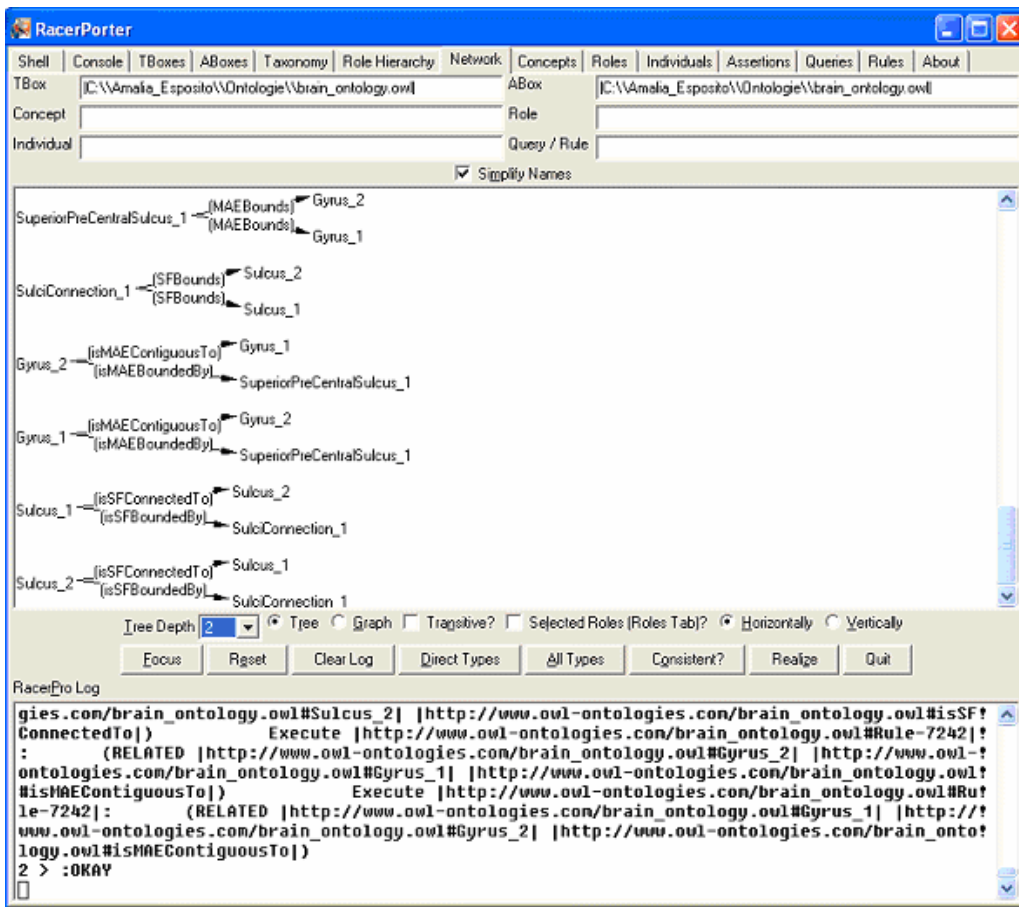 RacerPorter
Shell Console TBoxes ABoxes Taxonomy Role Hierarchy Network Concepts Roles Individuals Assertions Queries Rules About
TBox |C:\\Amalia_Esposito\\Ontologie\\brain_ontology.owl| ABox |C:\\Amalia_Esposito\\Ontologie\\brain_ontology.owl|
Concept Role
Individual Query / Rule
Simplify Names
SuperiorPreCentralSulcus_1 (MAEBounds) Gyrus_2
(MAEBounds) Gyrus_1
SulciConnection_1 (SFBounds) Sulcus_2
(SFBounds) Sulcus_1
Gyrus_2 (isMAEContiguousTo) Gyrus_1
(isMAEBoundedBy) SuperiorPreCentralSulcus_1
Gyrus_1 (isMAEContiguousTo) Gyrus_2
(isMAEBoundedBy) SuperiorPreCentralSulcus_1
Sulcus_1 (isSFConnectedTo) Sulcus_2
(isSFBoundedBy) SulciConnection_1
Sulcus_2 (isSFConnectedTo) Sulcus_1
(isSFBoundedBy) SulciConnection_1
Tree Depth 2 Tree Graph Transitive? Selected Roles (Roles Tab)? Horizontally Vertically
Focus Reset Clear Log Direct Types All Types Consistent? Realize Quit
RacerPro Log
gies.com/brain_ontology.owl#Sulcus_2| |http://www.owl-ontologies.com/brain_ontology.owl#isSF!
ConnectedTo|) Execute |http://www.owl-ontologies.com/brain_ontology.owl#Rule-7242|!
: (RELATED |http://www.owl-ontologies.com/brain_ontology.owl#Gyrus_2| |http://www.owl-!
ontologies.com/brain_ontology.owl#Gyrus_1| |http://www.owl-ontologies.com/brain_ontology.owl!
#isMAEContiguousTo|) Execute |http://www.owl-ontologies.com/brain_ontology.owl#Ru!
le-7242|: (RELATED |http://www.owl-ontologies.com/brain_ontology.owl#Gyrus_1| |http://!
www.owl-ontologies.com/brain_ontology.owl#Gyrus_2| |http://www.owl-ontologies.com/brain_onto!
logy.owl#isMAEContiguousTo|)
2 > :OKAY